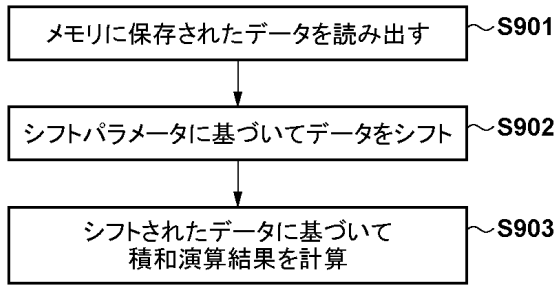 メモリに保存されたデータを読み出す S901
シフトパラメータに基づいてデータをシフト S902
シフトされたデータに基づいて S903
積和演算結果を計算